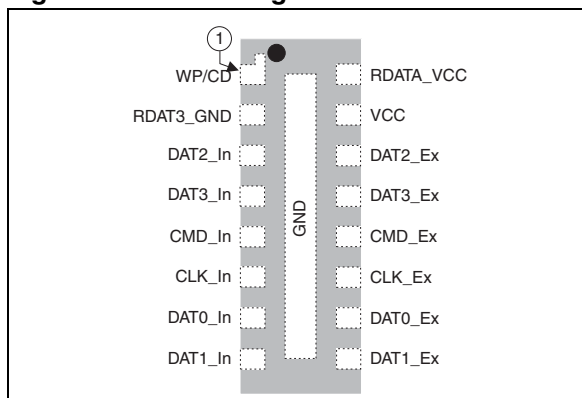 1
WP/CD RDATA_VCC
RDAT3_GND VCC
DAT2_In DAT2_Ex
DAT3_In DAT3_Ex
GND
CMD_In CMD_Ex
CLK_In CLK_Ex
DAT0_In DAT0_Ex
DAT1_In DAT1_Ex